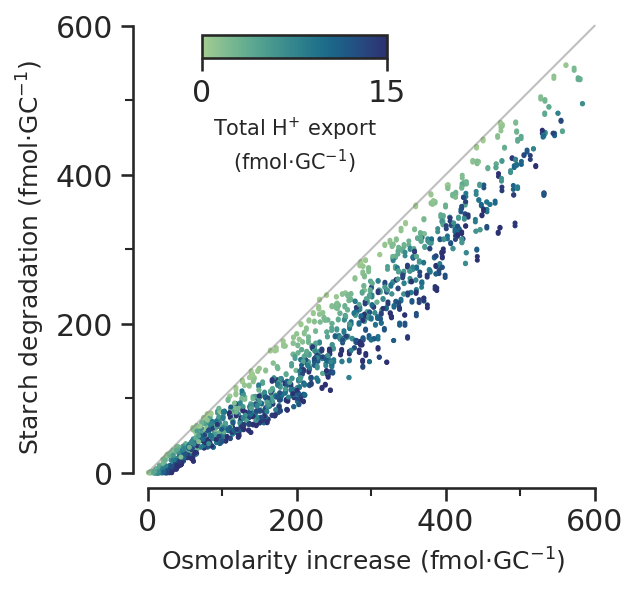 600
400
200
0
Starch degradation (fmol·GC⁻¹)
0 15
Total H⁺ export
(fmol·GC⁻¹)
0 200 400 600
Osmolarity increase (fmol·GC⁻¹)